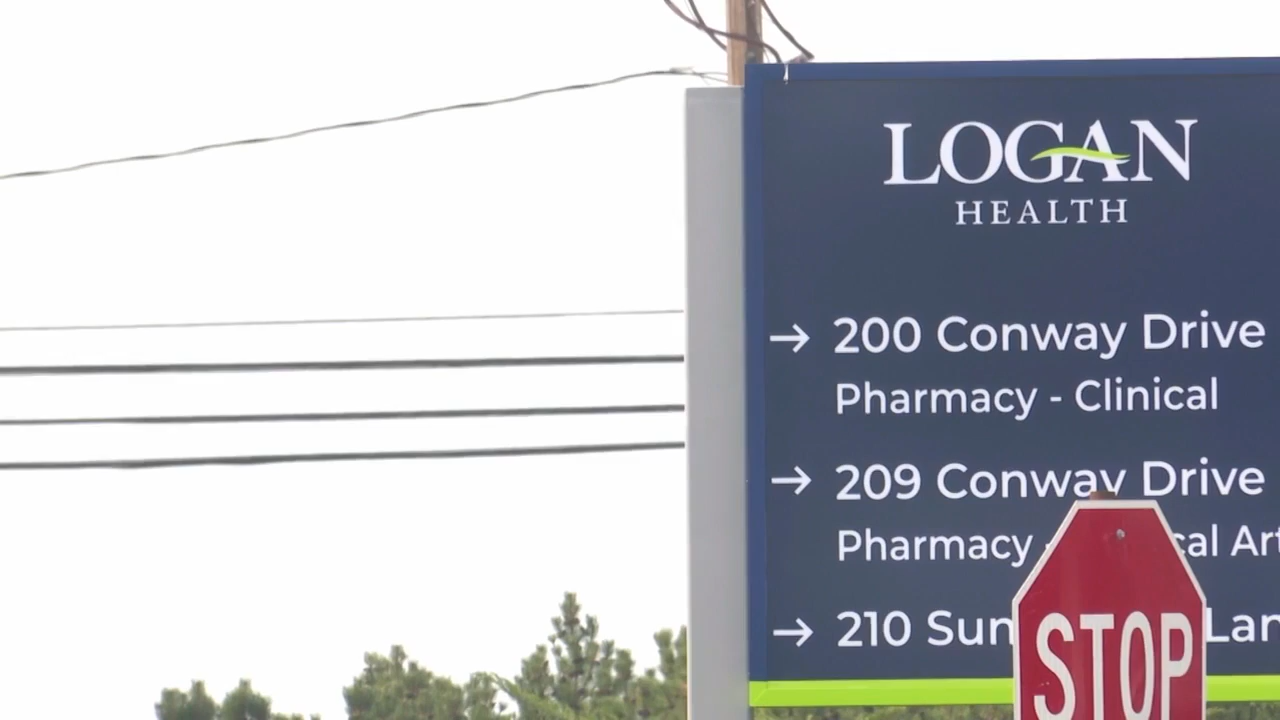 LOGAN
HEALTH
→ 200 Conway Drive
Pharmacy - Clinical
→ 209 Conway Drive
Pharmacy
→ 210
STOP